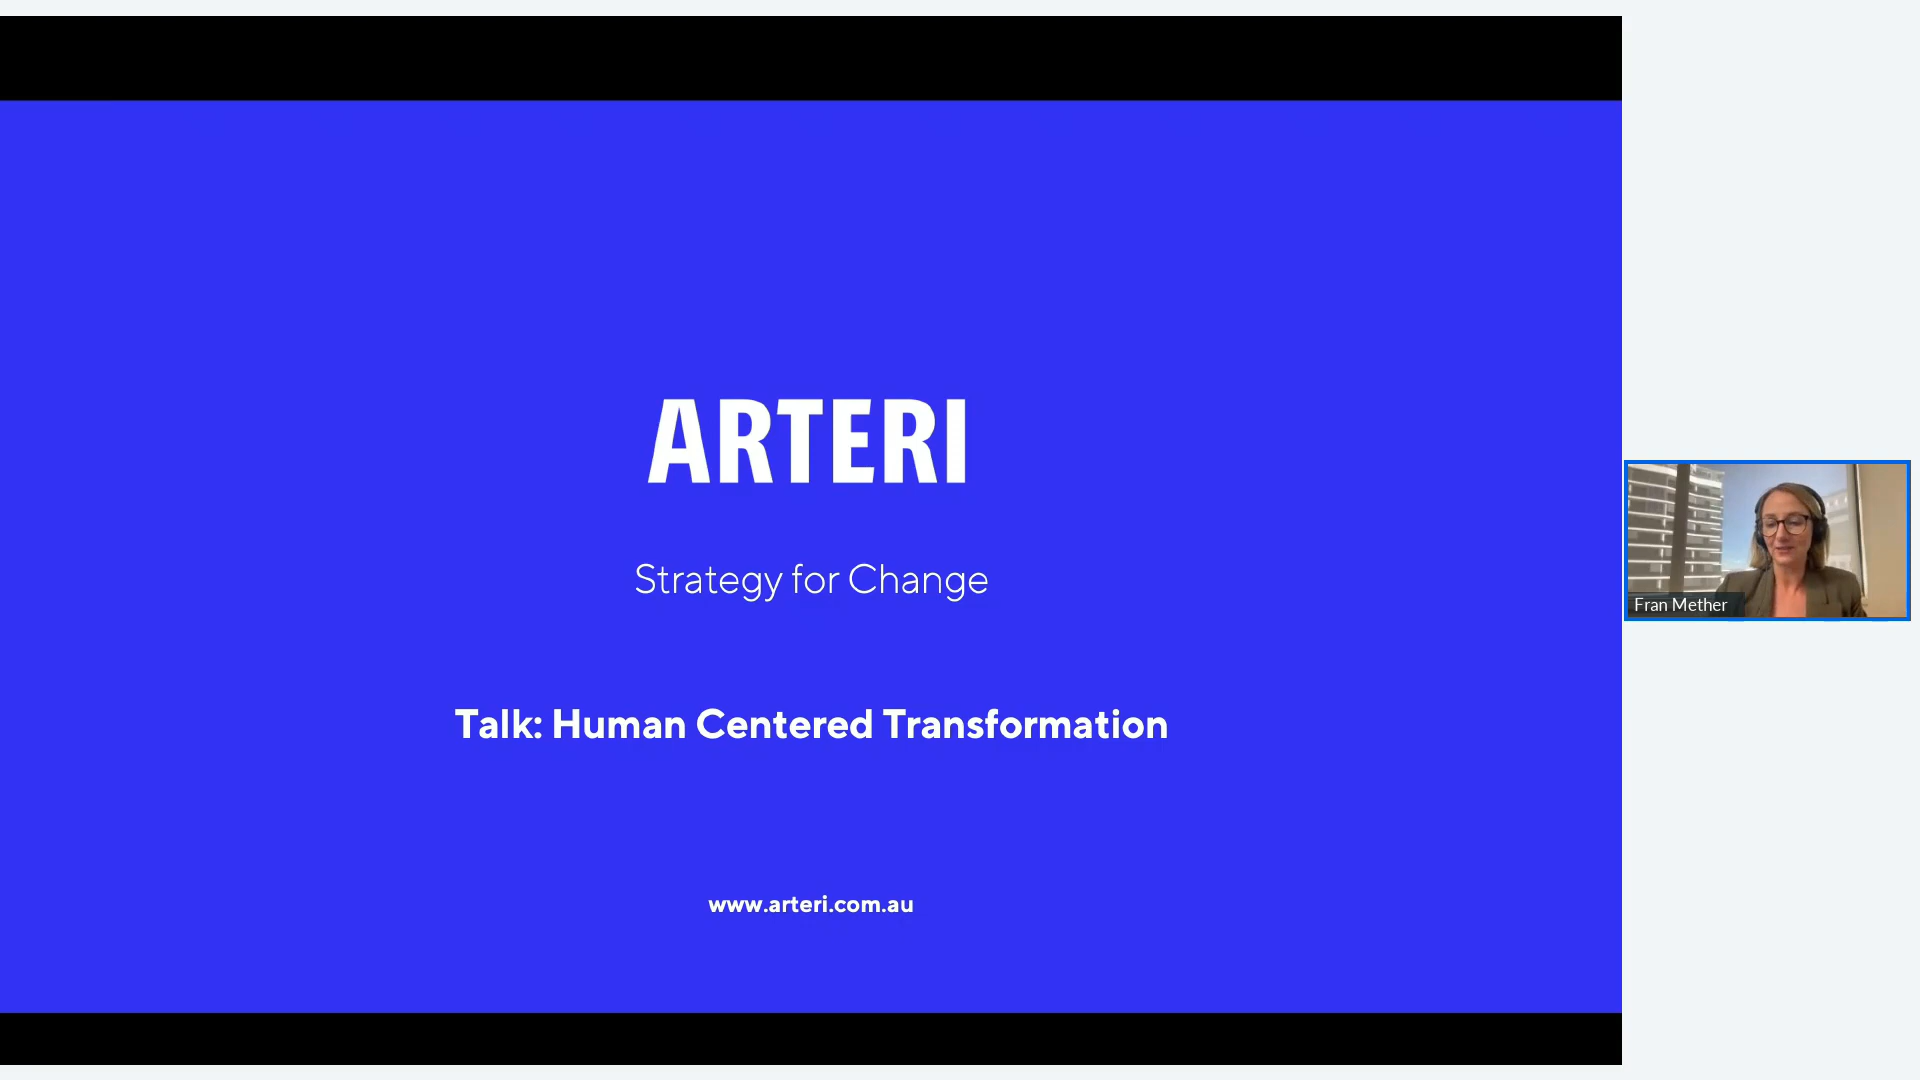 ARTERI
Strategy for Change
Talk: Human Centered Transformation
www.arteri.com.au
Fran Mether